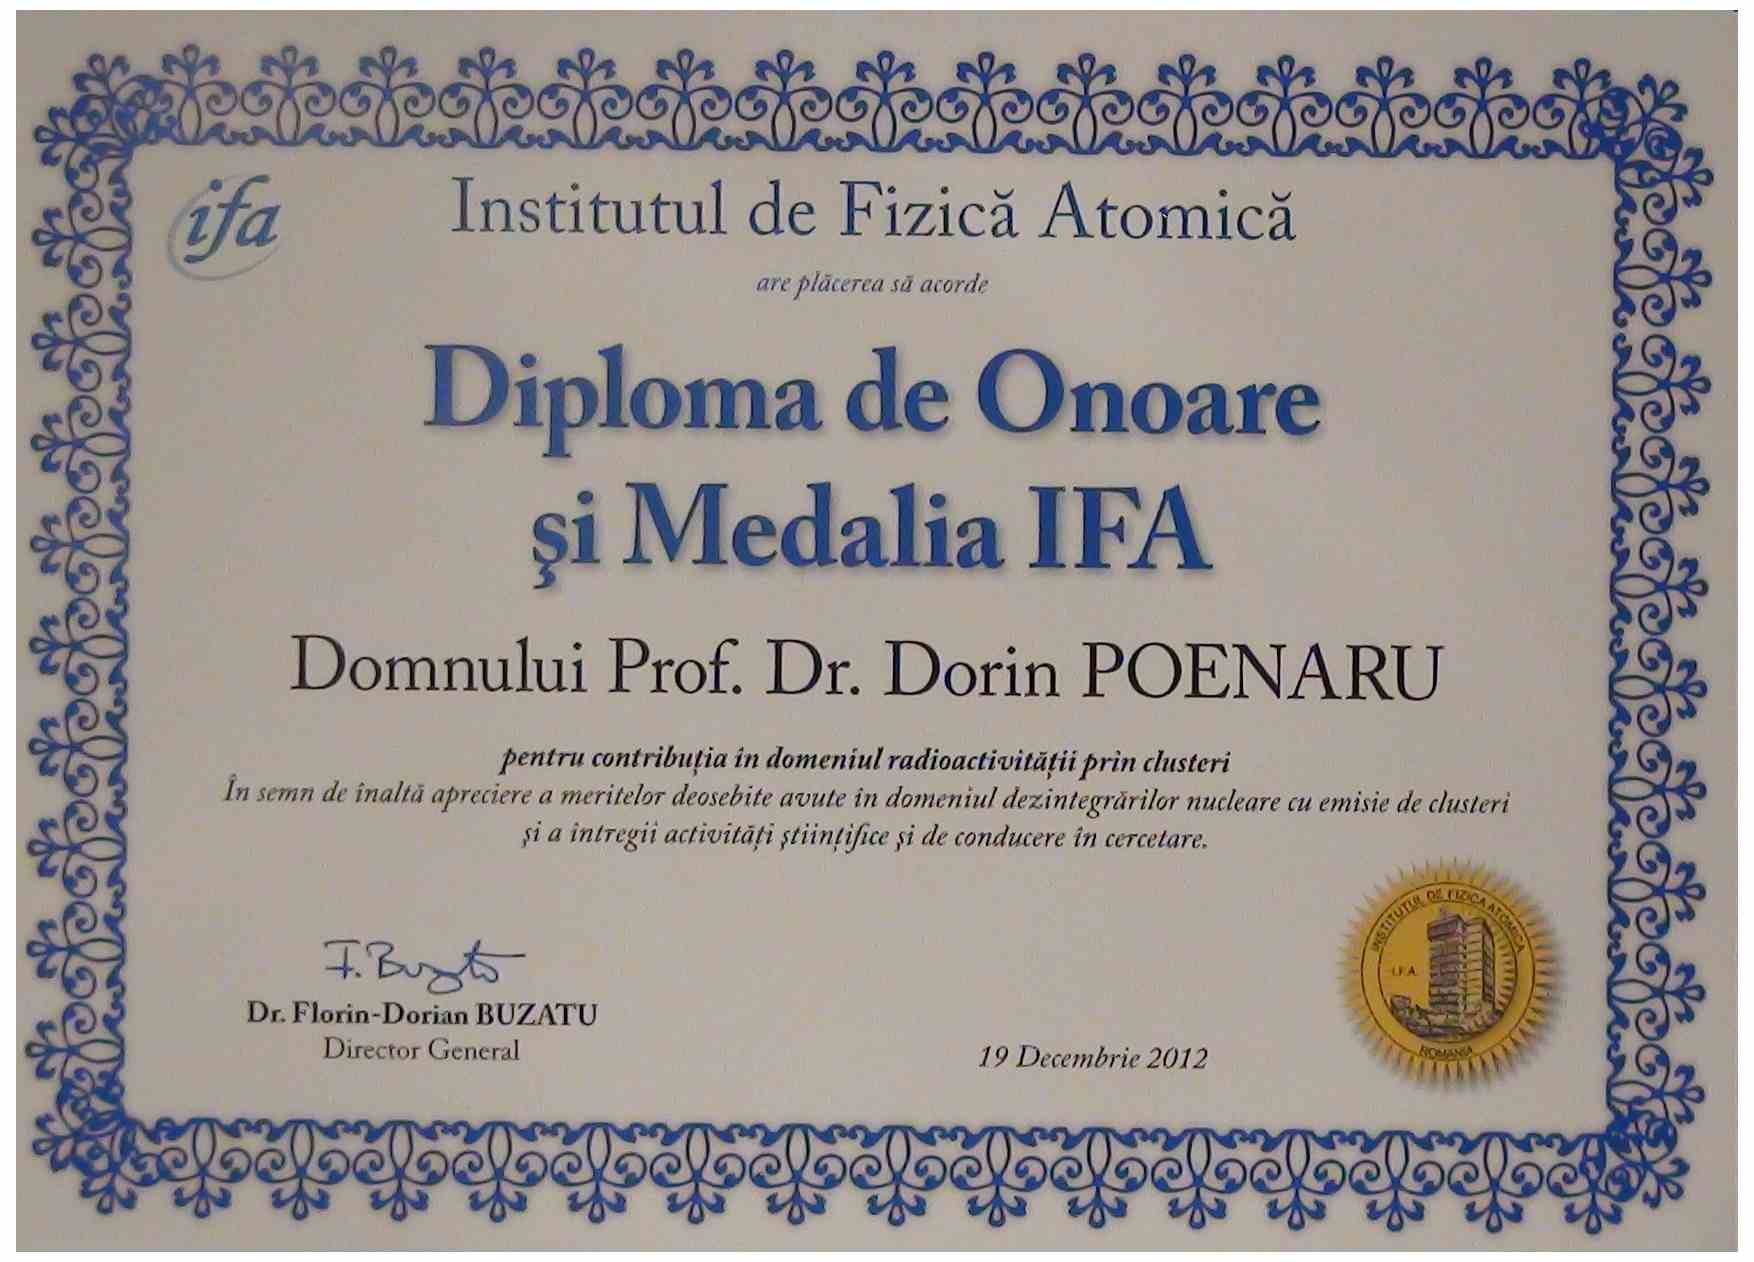 ifa
Institutul de Fizică Atomică
are plăcerea să acorde
Diploma de Onoare
şi Medalia IFA
Domnului Prof. Dr. Dorin POENARU
pentru contribuția în domeniul radioactivității prin clusteri
În semn de înaltă apreciere a meritelor deosebite avute în domeniul dezintegrărilor nucleare cu emisie de clusteri
și a întregii activități științifice și de conducere în cercetare.
F. Buzatu
Dr. Florin-Dorian BUZATU
Director General
19 Decembrie 2012
INSTITUTUL DE FIZICA ATOMICA
I.F.A.
ROMANIA